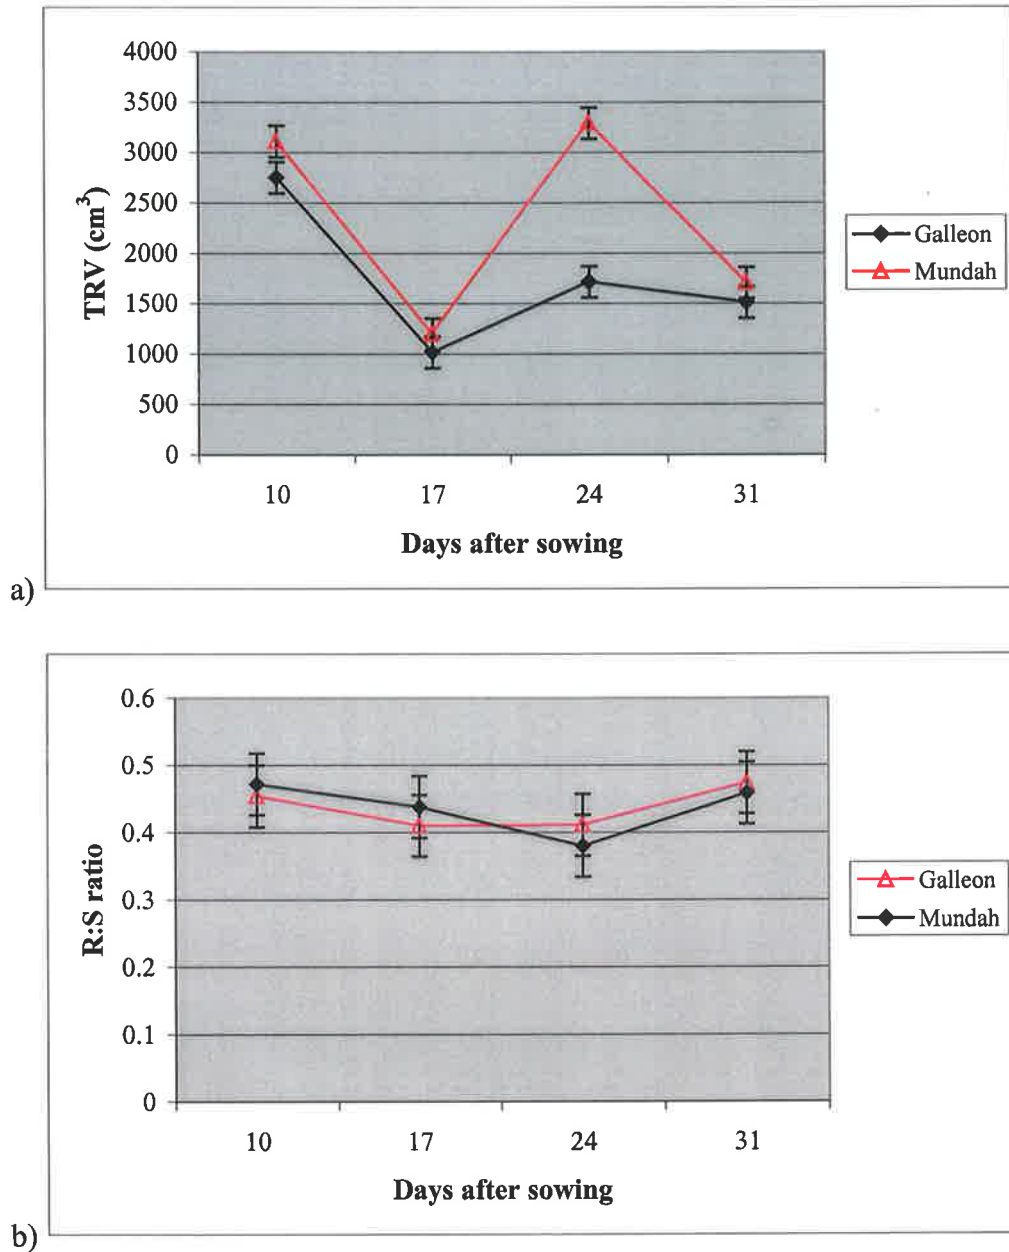 4000
3500
3000
2500
2000
1500
1000
500
0
TRV (cm³)
10 17 24 31
Days after sowing
Galleon
Mundah
a)
0.6
0.5
0.4
0.3
0.2
0.1
0
R:S ratio
10 17 24 31
Days after sowing
Galleon
Mundah
b)